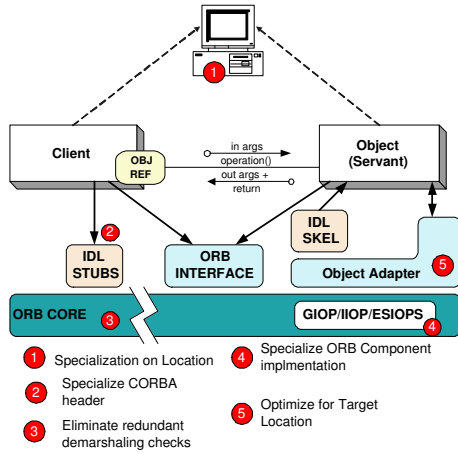 1
Client
OBJ
REF
in args
operation()
out args +
return
Object
(Servant)
2
IDL
STUBS
ORB
INTERFACE
IDL
SKEL
Object Adapter
5
ORB CORE
3
GIOP/IIOP/ESIOPS
4
1 Specialization on Location
2 Specialize CORBA
header
3 Eliminate redundant
demarshaling checks
4 Specialize ORB Component
implmentation
5 Optimize for Target
Location